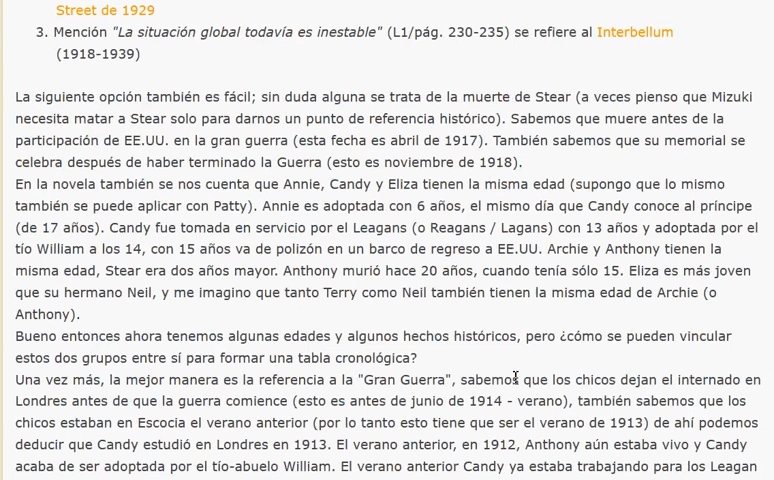 Street de 1929
3. Mención "La situación global todavía es inestable" (L1/pág. 230-235) se refiere al Interbellum
(1918-1939)
La siguiente opción también es fácil; sin duda alguna se trata de la muerte de Stear (a veces pienso que Mizuki
necesita matar a Stear solo para darnos un punto de referencia histórico). Sabemos que muere antes de la
participación de EE.UU. en la gran guerra (esta fecha es abril de 1917). También sabemos que su memorial se
celebra después de haber terminado la Guerra (esto es noviembre de 1918).
En la novela también se nos cuenta que Annie, Candy y Eliza tienen la misma edad (supongo que lo mismo
también se puede aplicar con Patty). Annie es adoptada con 6 años, el mismo día que Candy conoce al príncipe
(de 17 años). Candy fue tomada en servicio por el Leagans (o Reagans / Lagans) con 13 años y adoptada por el
tío William a los 14, con 15 años va de polizón en un barco de regreso a EE.UU. Archie y Anthony tienen la
misma edad, Stear era dos años mayor. Anthony murió hace 20 años, cuando tenía sólo 15. Eliza es más joven
que su hermano Neil, y me imagino que tanto Terry como Neil también tienen la misma edad de Archie (o
Anthony).
Bueno entonces ahora tenemos algunas edades y algunos hechos históricos, pero ¿cómo se pueden vincular
estos dos grupos entre sí para formar una tabla cronológica?
Una vez más, la mejor manera es la referencia a la "Gran Guerra", sabemos que los chicos dejan el internado en
Londres antes de que la guerra comience (esto es antes de junio de 1914 - verano), también sabemos que los
chicos estaban en Escocia el verano anterior (por lo tanto esto tiene que ser el verano de 1913) de ahí podemos
deducir que Candy estudió en Londres en 1913. El verano anterior, en 1912, Anthony aún estaba vivo y Candy
acaba de ser adoptada por el tío-abuelo William. El verano anterior Candy ya estaba trabajando para los Leagan